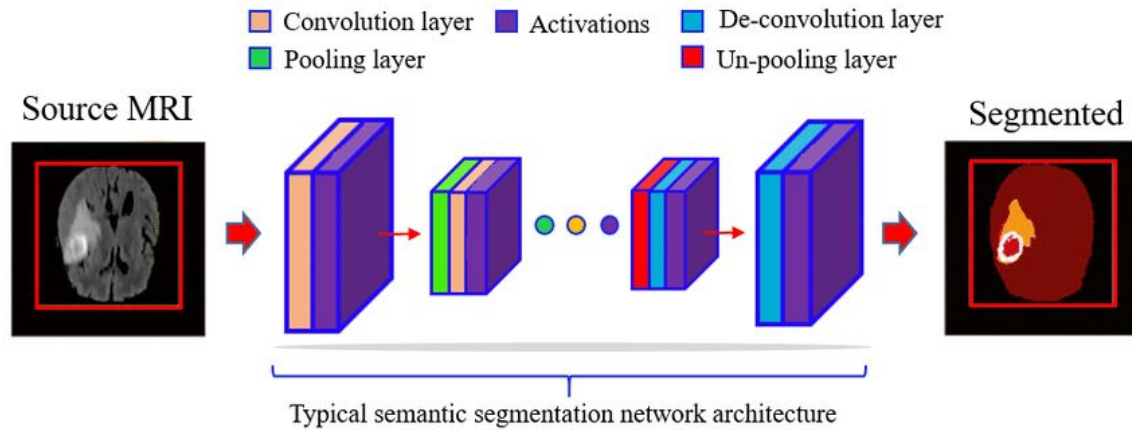 Convolution layer
Activations
De-convolution layer
Pooling layer
Un-pooling layer
Source MRI
Segmented
Typical semantic segmentation network architecture